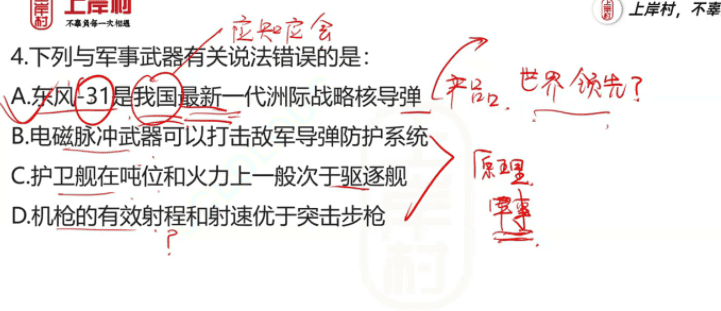 上岸村
不辜负每一次相遇
上岸村，不辜
应知应会
4.下列与军事武器有关说法错误的是：
A.东风-31是我国最新一代洲际战略核导弹
产品. 世界领先?
B.电磁脉冲武器可以打击敌军导弹防护系统
C.护卫舰在吨位和火力上一般次于驱逐舰
原理
军事
D.机枪的有效射程和射速优于突击步枪
?
上岸村